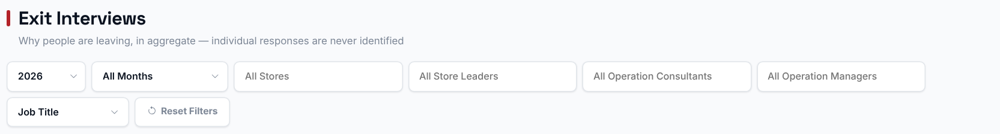 Exit Interviews
Why people are leaving, in aggregate — individual responses are never identified
2026 All Months All Stores All Store Leaders All Operation Consultants All Operation Managers
Job Title Reset Filters